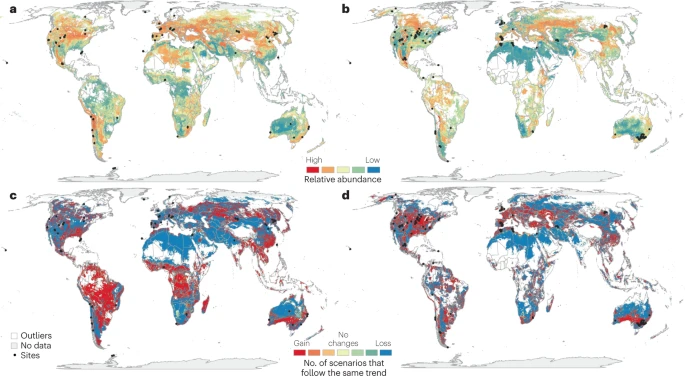 a
b
High
Low
Relative abundance
c
d
Outliers
No data
Sites
No
Gain
changes
Loss
No. of scenarios that
follow the same trend